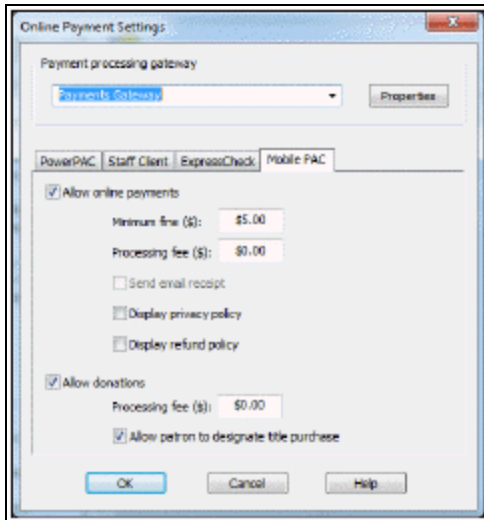 Online Payment Settings
Payment processing gateway
Payments Gateway
Properties
PowerPAC Staff Client ExpressCheck Mobile PAC
Allow online payments
Minimum fine ($): $5.00
Processing fee ($): $0.00
Send email receipt
Display privacy policy
Display refund policy
Allow donations
Processing fee ($): $0.00
Allow patron to designate title purchase
OK Cancel Help